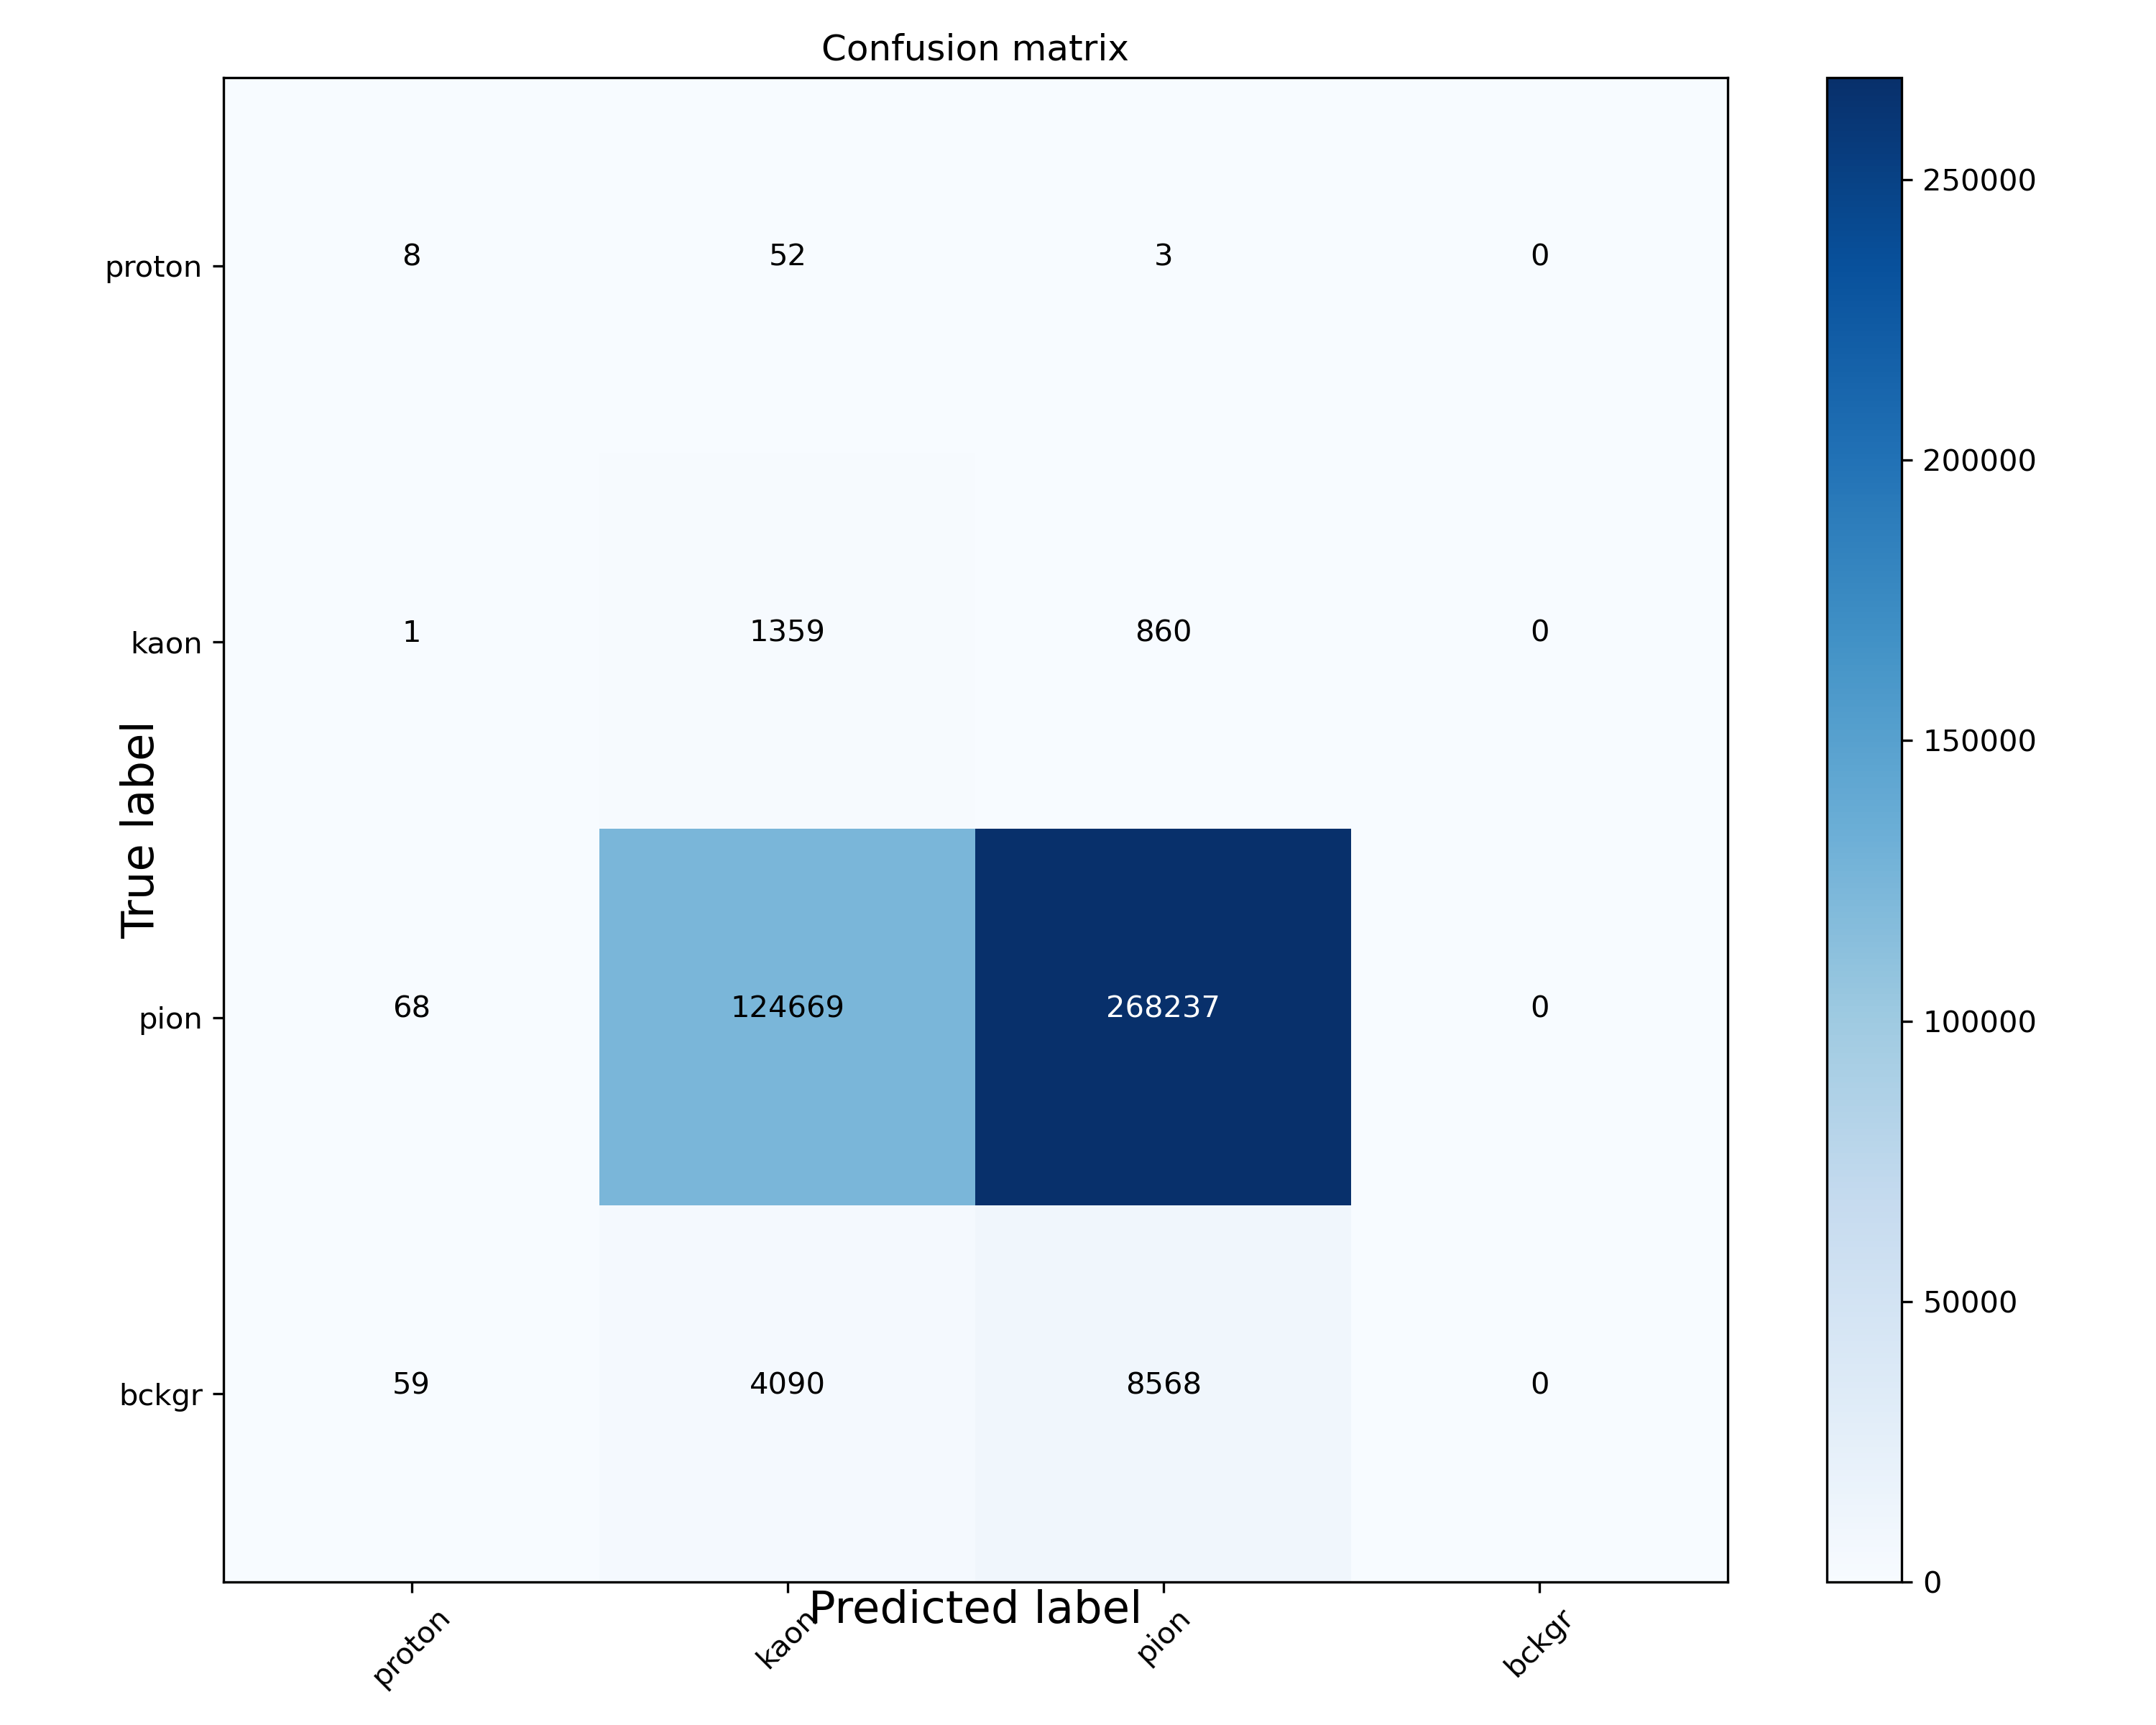 Confusion matrix
proton 8 52 3 0
kaon 1 1359 860 0
pion 68 124669 268237 0
bckgr 59 4090 8568 0
True label
proton kaon pion bckgr
Predicted label
250000
200000
150000
100000
50000
0